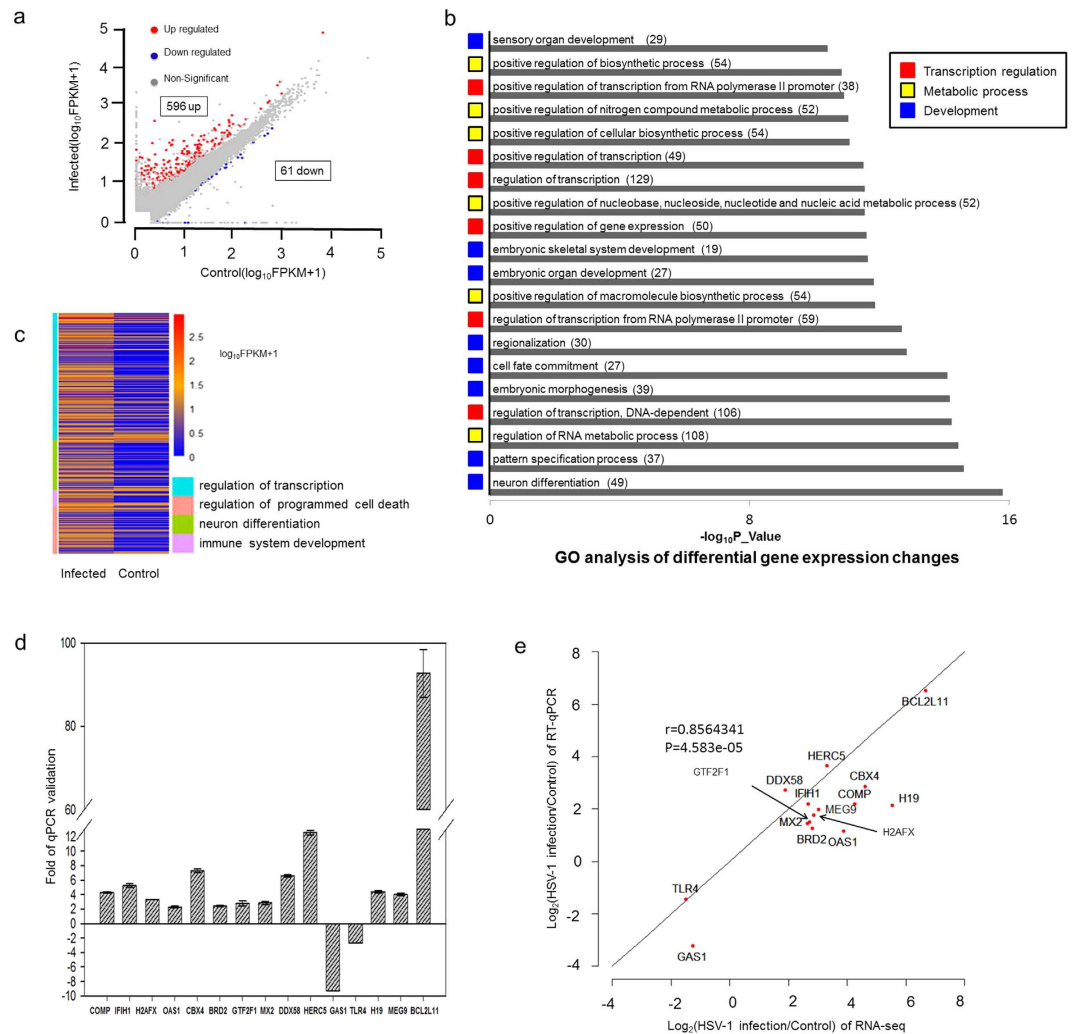 a
Up regulated
Down regulated
Non-Significant
596 up
61 down
5
4
3
2
1
0
Infected(log10FPKM+1)
0 1 2 3 4 5
Control(log10FPKM+1)
b
sensory organ development (29)
positive regulation of biosynthetic process (54)
positive regulation of transcription from RNA polymerase II promoter (38)
positive regulation of nitrogen compound metabolic process (52)
positive regulation of cellular biosynthetic process (54)
positive regulation of transcription (49)
regulation of transcription (129)
positive regulation of nucleobase, nucleoside, nucleotide and nucleic acid metabolic process (52)
positive regulation of gene expression (50)
embryonic skeletal system development (19)
embryonic organ development (27)
positive regulation of macromolecule biosynthetic process (54)
regulation of transcription from RNA polymerase II promoter (59)
regionalization (30)
cell fate commitment (27)
embryonic morphogenesis (39)
regulation of transcription, DNA-dependent (106)
regulation of RNA metabolic process (108)
pattern specification process (37)
neuron differentiation (49)
0 8 16
-log10P_Value
GO analysis of differential gene expression changes
Transcription regulation
Metabolic process
Development
c
2.5
2
1.5
1
0.5
0
log10FPKM+1
regulation of transcription
regulation of programmed cell death
neuron differentiation
immune system development
Infected Control
d
100
80
60
12
10
8
6
4
2
0
-2
-4
-6
-8
-10
Fold of qPCR validation
COMP IFIH1 H2AFX OAS1 CBX4 BRD2 GTF2F1 MX2 DDX58 HERC5 GAS1 TLR4 H19 MEG9 BCL2L11
e
8
6
4
2
0
-2
-4
Log2(HSV-1 infection/Control) of RT-qPCR
r=0.8564341
P=4.583e-05
GTF2F1
BCL2L11
HERC5
DDX58
CBX4
IFIH1
COMP
H19
MEG9
MX2
BRD2
OAS1
H2AFX
TLR4
GAS1
-4 -2 0 2 4 6 8
Log2(HSV-1 infection/Control) of RNA-seq